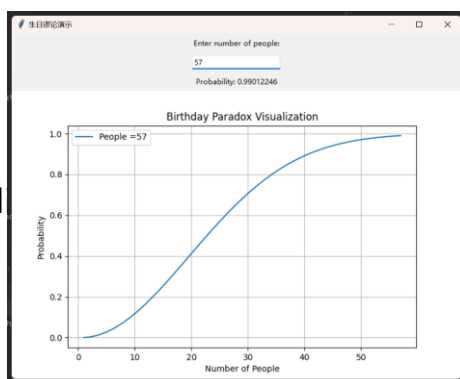 生日谬论演示
Enter number of people:
57
Probability: 0.99012246
Birthday Paradox Visualization
People =57
1.0
0.8
0.6
0.4
0.2
0.0
Probability
0 10 20 30 40 50
Number of People